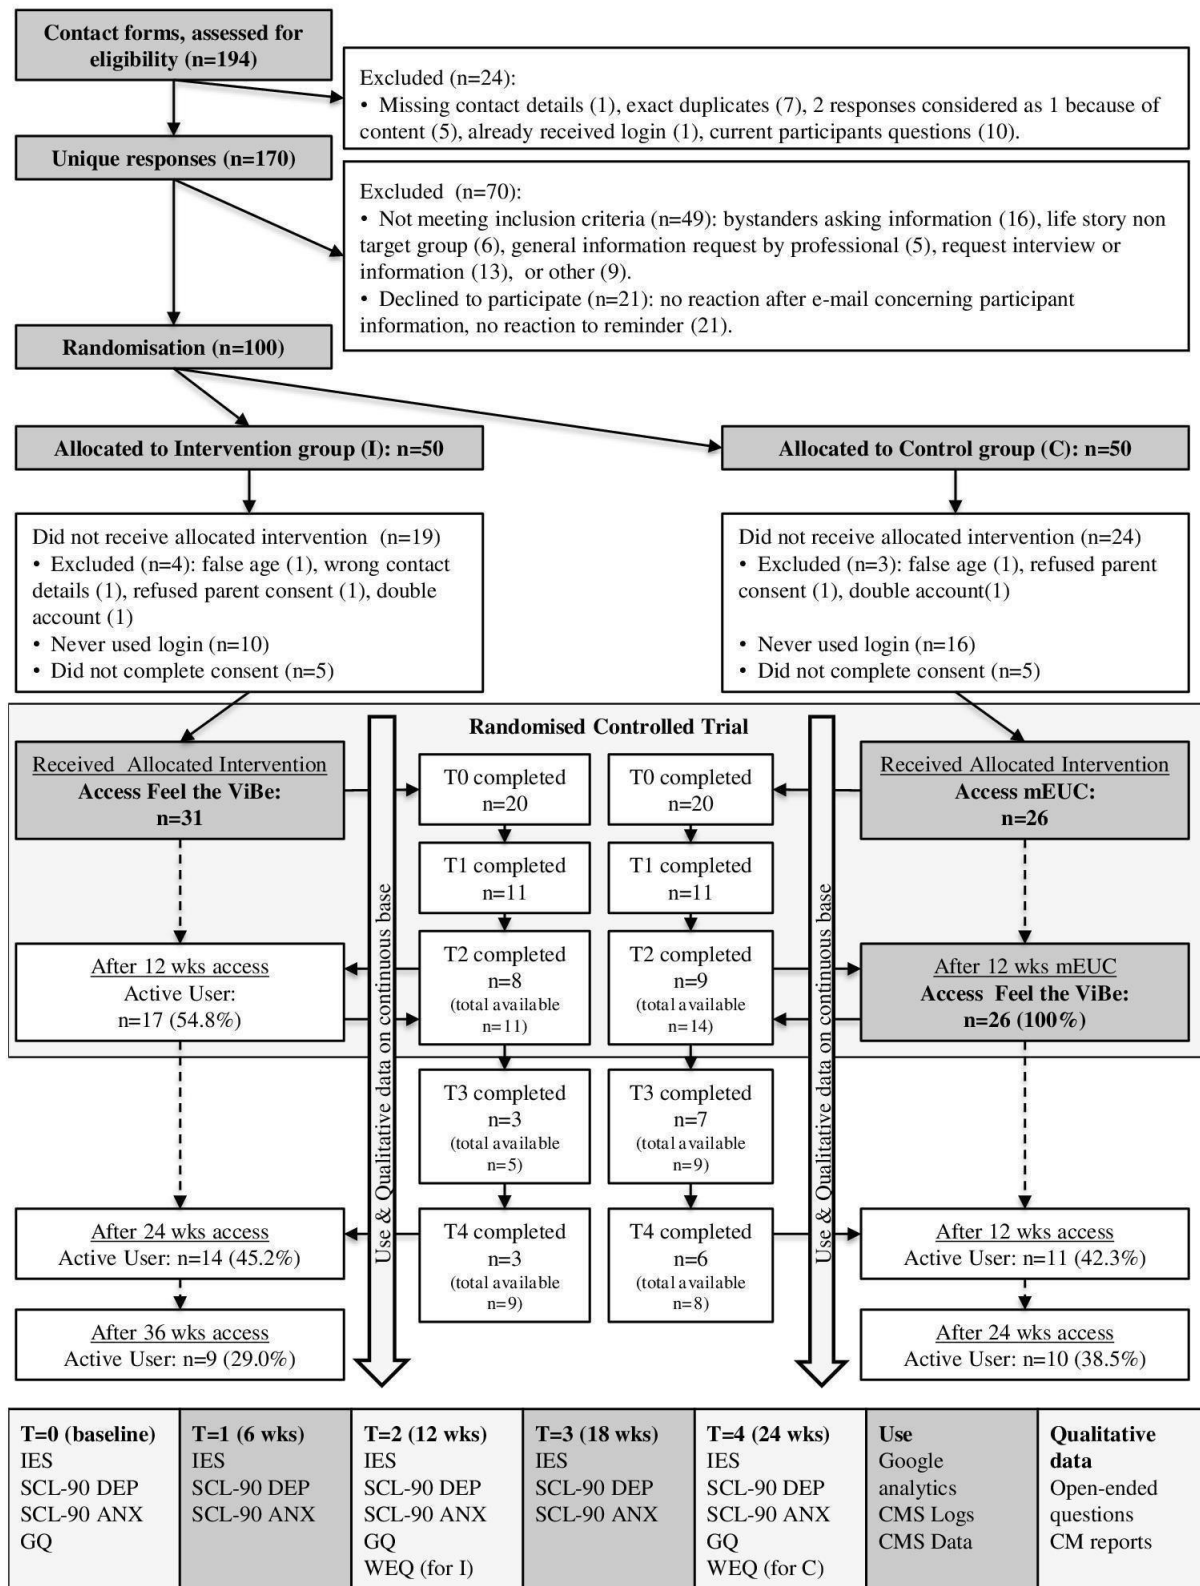 Contact forms, assessed for
eligibility (n=194)
Excluded (n=24):
• Missing contact details (1), exact duplicates (7), 2 responses considered as 1 because of
content (5), already received login (1), current participants questions (10).
Unique responses (n=170)
Excluded (n=70):
• Not meeting inclusion criteria (n=49): bystanders asking information (16), life story non
target group (6), general information request by professional (5), request interview or
information (13), or other (9).
• Declined to participate (n=21): no reaction after e-mail concerning participant
information, no reaction to reminder (21).
Randomisation (n=100)
Allocated to Intervention group (I): n=50
Allocated to Control group (C): n=50
Did not receive allocated intervention (n=19)
• Excluded (n=4): false age (1), wrong contact
details (1), refused parent consent (1), double
account (1)
• Never used login (n=10)
• Did not complete consent (n=5)
Did not receive allocated intervention (n=24)
• Excluded (n=3): false age (1), refused parent
consent (1), double account(1)
• Never used login (n=16)
• Did not complete consent (n=5)
Randomised Controlled Trial
Received Allocated Intervention
Access Feel the ViBe:
n=31
T0 completed
n=20
T0 completed
n=20
Received Allocated Intervention
Access mEUC:
n=26
T1 completed
n=11
T1 completed
n=11
Use & Qualitative data on continuous base
Use & Qualitative data on continuous base
After 12 wks access
Active User:
n=17 (54.8%)
T2 completed
n=8
(total available
n=11)
T2 completed
n=9
(total available
n=14)
After 12 wks mEUC
Access Feel the ViBe:
n=26 (100%)
T3 completed
n=3
(total available
n=5)
T3 completed
n=7
(total available
n=9)
After 24 wks access
Active User: n=14 (45.2%)
T4 completed
n=3
(total available
n=9)
T4 completed
n=6
(total available
n=8)
After 12 wks access
Active User: n=11 (42.3%)
After 36 wks access
Active User: n=9 (29.0%)
After 24 wks access
Active User: n=10 (38.5%)
T=0 (baseline)
IES
SCL-90 DEP
SCL-90 ANX
GQ
T=1 (6 wks)
IES
SCL-90 DEP
SCL-90 ANX
T=2 (12 wks)
IES
SCL-90 DEP
SCL-90 ANX
GQ
WEQ (for I)
T=3 (18 wks)
IES
SCL-90 DEP
SCL-90 ANX
T=4 (24 wks)
IES
SCL-90 DEP
SCL-90 ANX
GQ
WEQ (for C)
Use
Google
analytics
CMS Logs
CMS Data
Qualitative
data
Open-ended
questions
CM reports